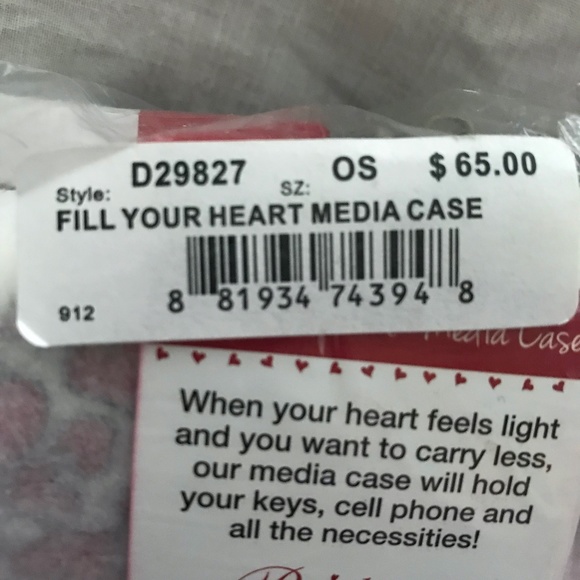 Style: D29827 SZ: OS $ 65.00
FILL YOUR HEART MEDIA CASE
8 81934 74394 8
912
Media Case
When your heart feels light
and you want to carry less,
our media case will hold
your keys, cell phone and
all the necessities!